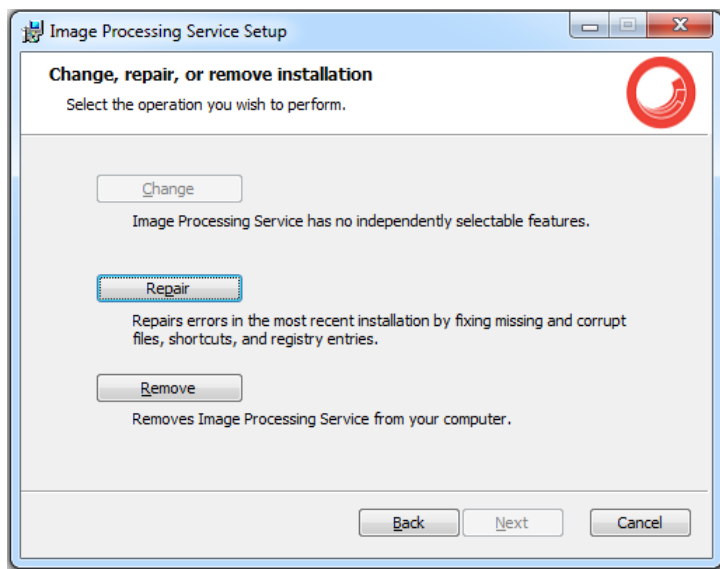 Image Processing Service Setup
Change, repair, or remove installation
Select the operation you wish to perform.
Change
Image Processing Service has no independently selectable features.
Repair
Repairs errors in the most recent installation by fixing missing and corrupt
files, shortcuts, and registry entries.
Remove
Removes Image Processing Service from your computer.
Back Next Cancel